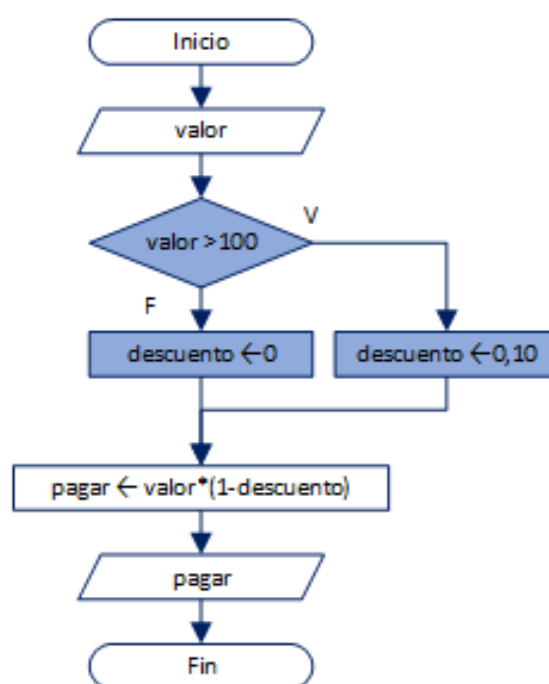 Inicio
valor
valor >100
V
F
descuento ←0
descuento ←0,10
pagar ← valor*(1-descuento)
pagar
Fin